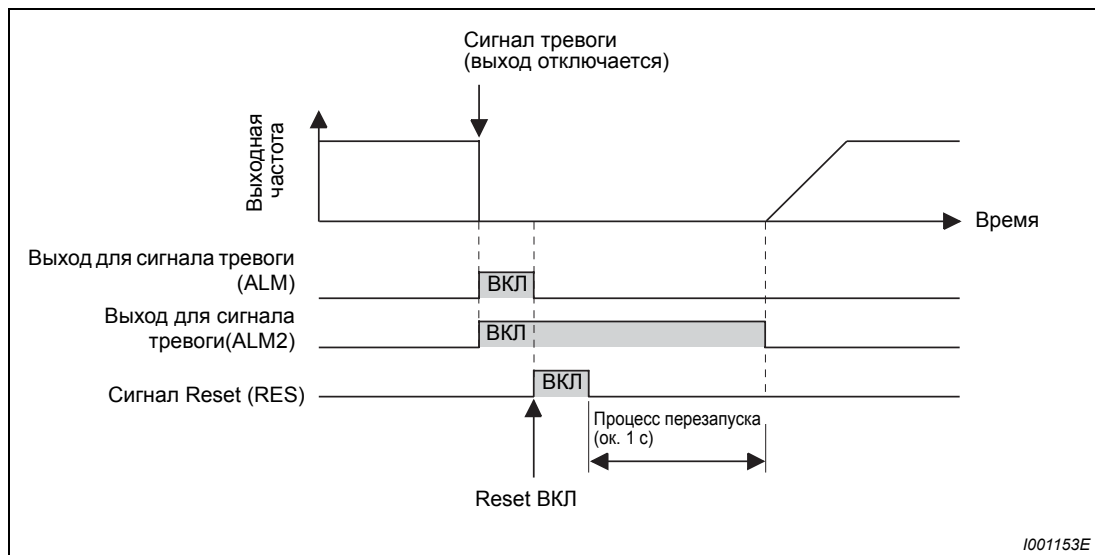 Сигнал тревоги
(выход отключается)
Выходная
частота
Время
Выход для сигнала тревоги
(ALM)
ВКЛ
Выход для сигнала
тревоги(ALM2)
ВКЛ
Сигнал Reset (RES)
ВКЛ
Процесс перезапуска
(ок. 1 с)
Reset ВКЛ
I001153E